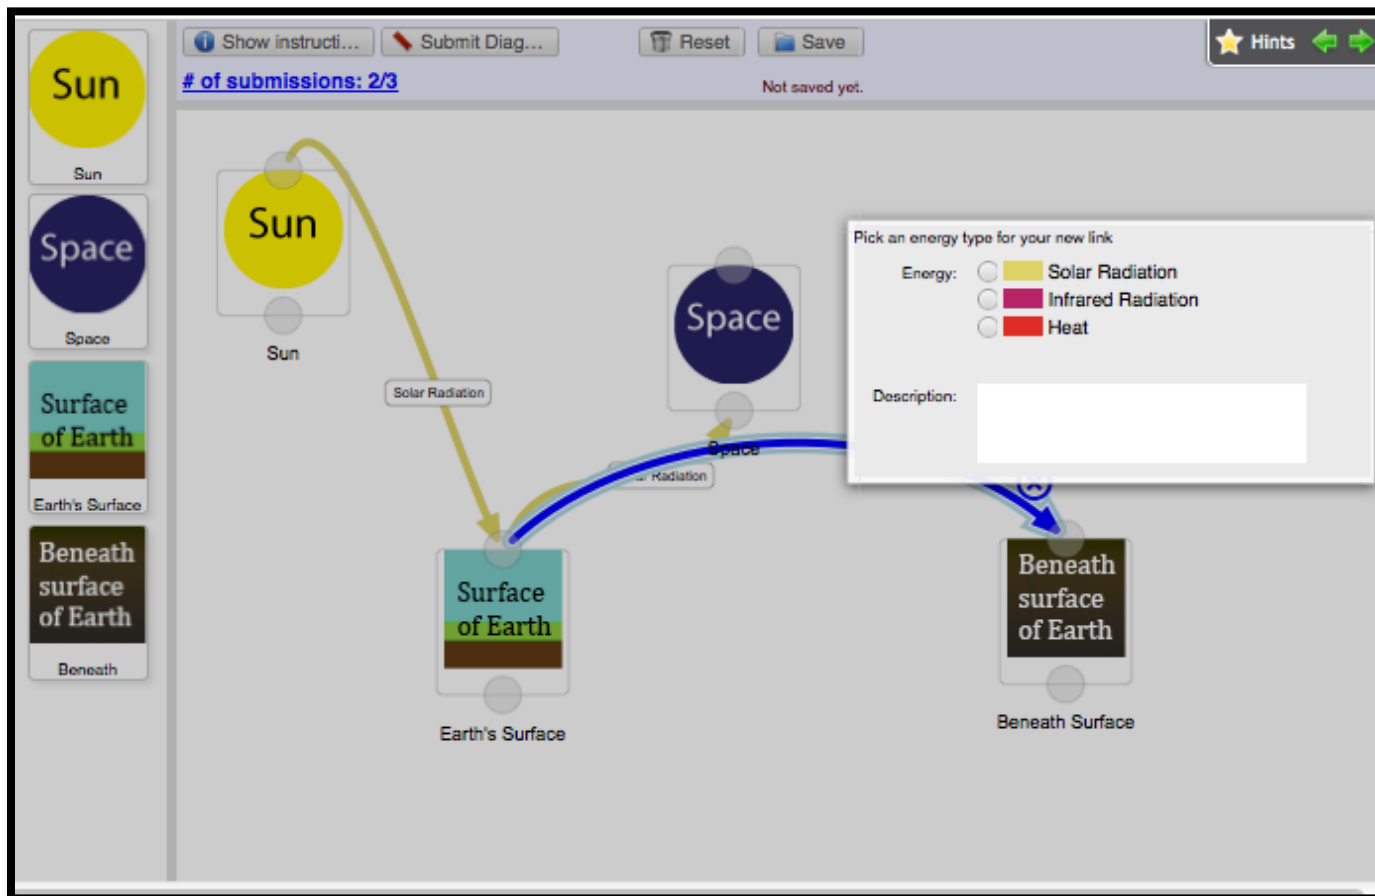 Show instructi...
Submit Diag...
Reset
Save
Hints
# of submissions: 2/3
Not saved yet.
Sun
Sun
Space
Space
Surface
of Earth
Earth's Surface
Beneath
surface
of Earth
Beneath
Sun
Sun
Solar Radiation
Space
Space
Radiation
Surface
of Earth
Earth's Surface
Beneath
surface
of Earth
Beneath Surface
Pick an energy type for your new link
Energy:
Solar Radiation
Infrared Radiation
Heat
Description: